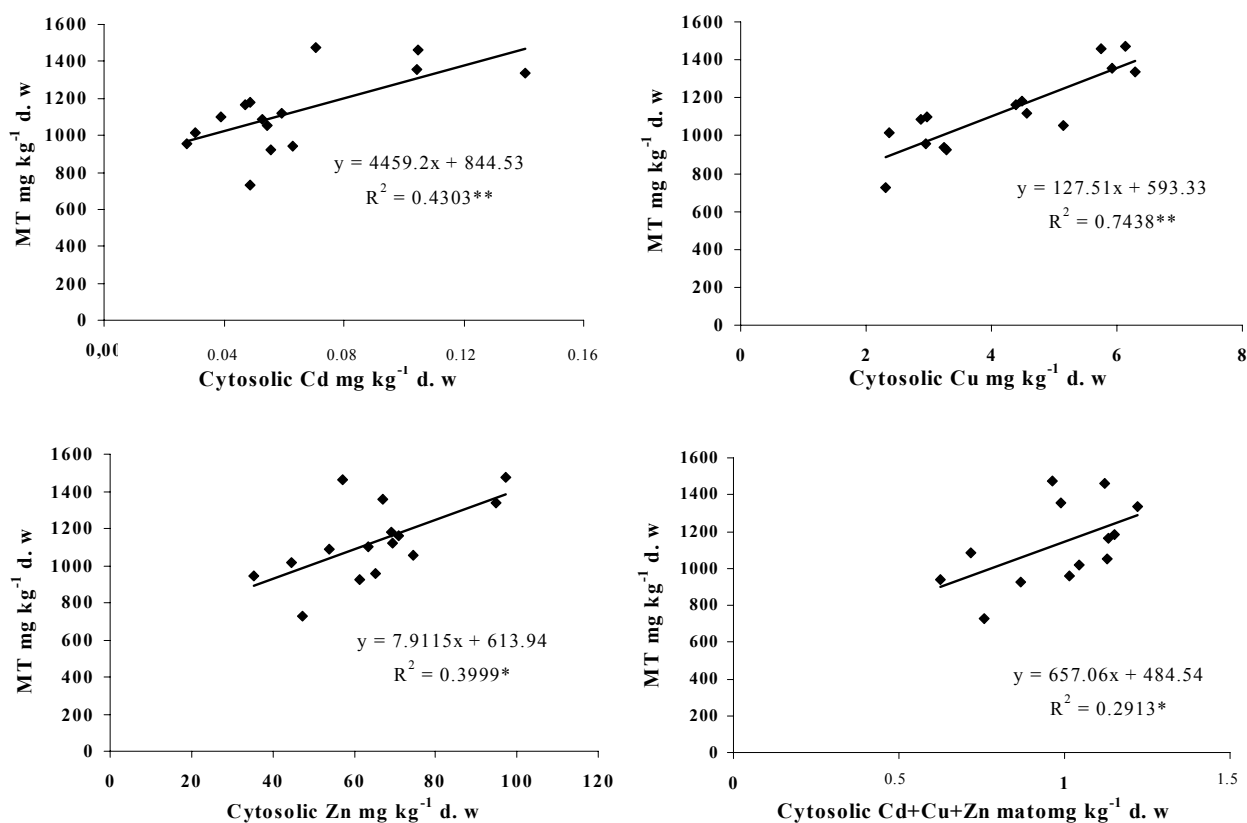 1600
1400
1200
1000
800
600
400
200
0
MT mg kg⁻¹ d. w
y = 4459.2x + 844.53
R² = 0.4303**
0.04 0.08 0.12 0.16
Cytosolic Cd mg kg⁻¹ d. w
1600
1400
1200
1000
800
600
400
200
0
MT mg kg⁻¹ d. w
y = 127.51x + 593.33
R² = 0.7438**
0 2 4 6 8
Cytosolic Cu mg kg⁻¹ d. w
1600
1400
1200
1000
800
600
400
200
0
MT mg kg⁻¹ d. w
y = 7.9115x + 613.94
R² = 0.3999*
0 20 40 60 80 100 120
Cytosolic Zn mg kg⁻¹ d. w
1600
1400
1200
1000
800
600
400
200
0
MT mg kg⁻¹ d. w
y = 657.06x + 484.54
R² = 0.2913*
0 0.5 1 1.5
Cytosolic Cd+Cu+Zn matomg kg⁻¹ d. w